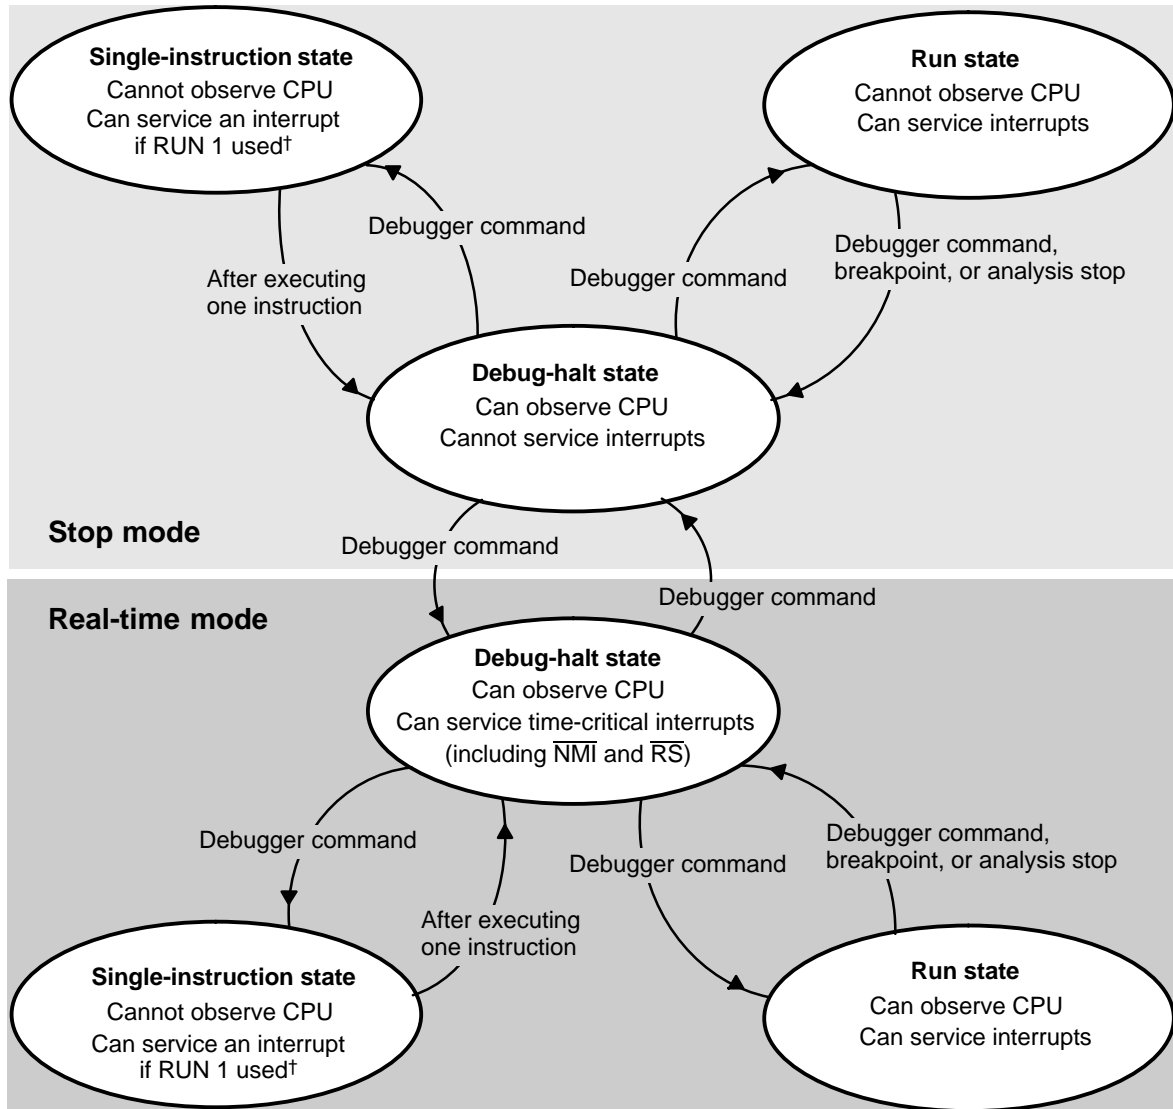 Single-instruction state
Cannot observe CPU
Can service an interrupt
if RUN 1 used†
Run state
Cannot observe CPU
Can service interrupts
Debugger command
After executing
one instruction
Debugger command
Debugger command,
breakpoint, or analysis stop
Debug-halt state
Can observe CPU
Cannot service interrupts
Stop mode
Debugger command
Debugger command
Real-time mode
Debug-halt state
Can observe CPU
Can service time-critical interrupts
(including N̅M̅I̅ and R̅S̅)
Debugger command
After executing
one instruction
Debugger command
Debugger command,
breakpoint, or analysis stop
Single-instruction state
Cannot observe CPU
Can service an interrupt
if RUN 1 used†
Run state
Can observe CPU
Can service interrupts